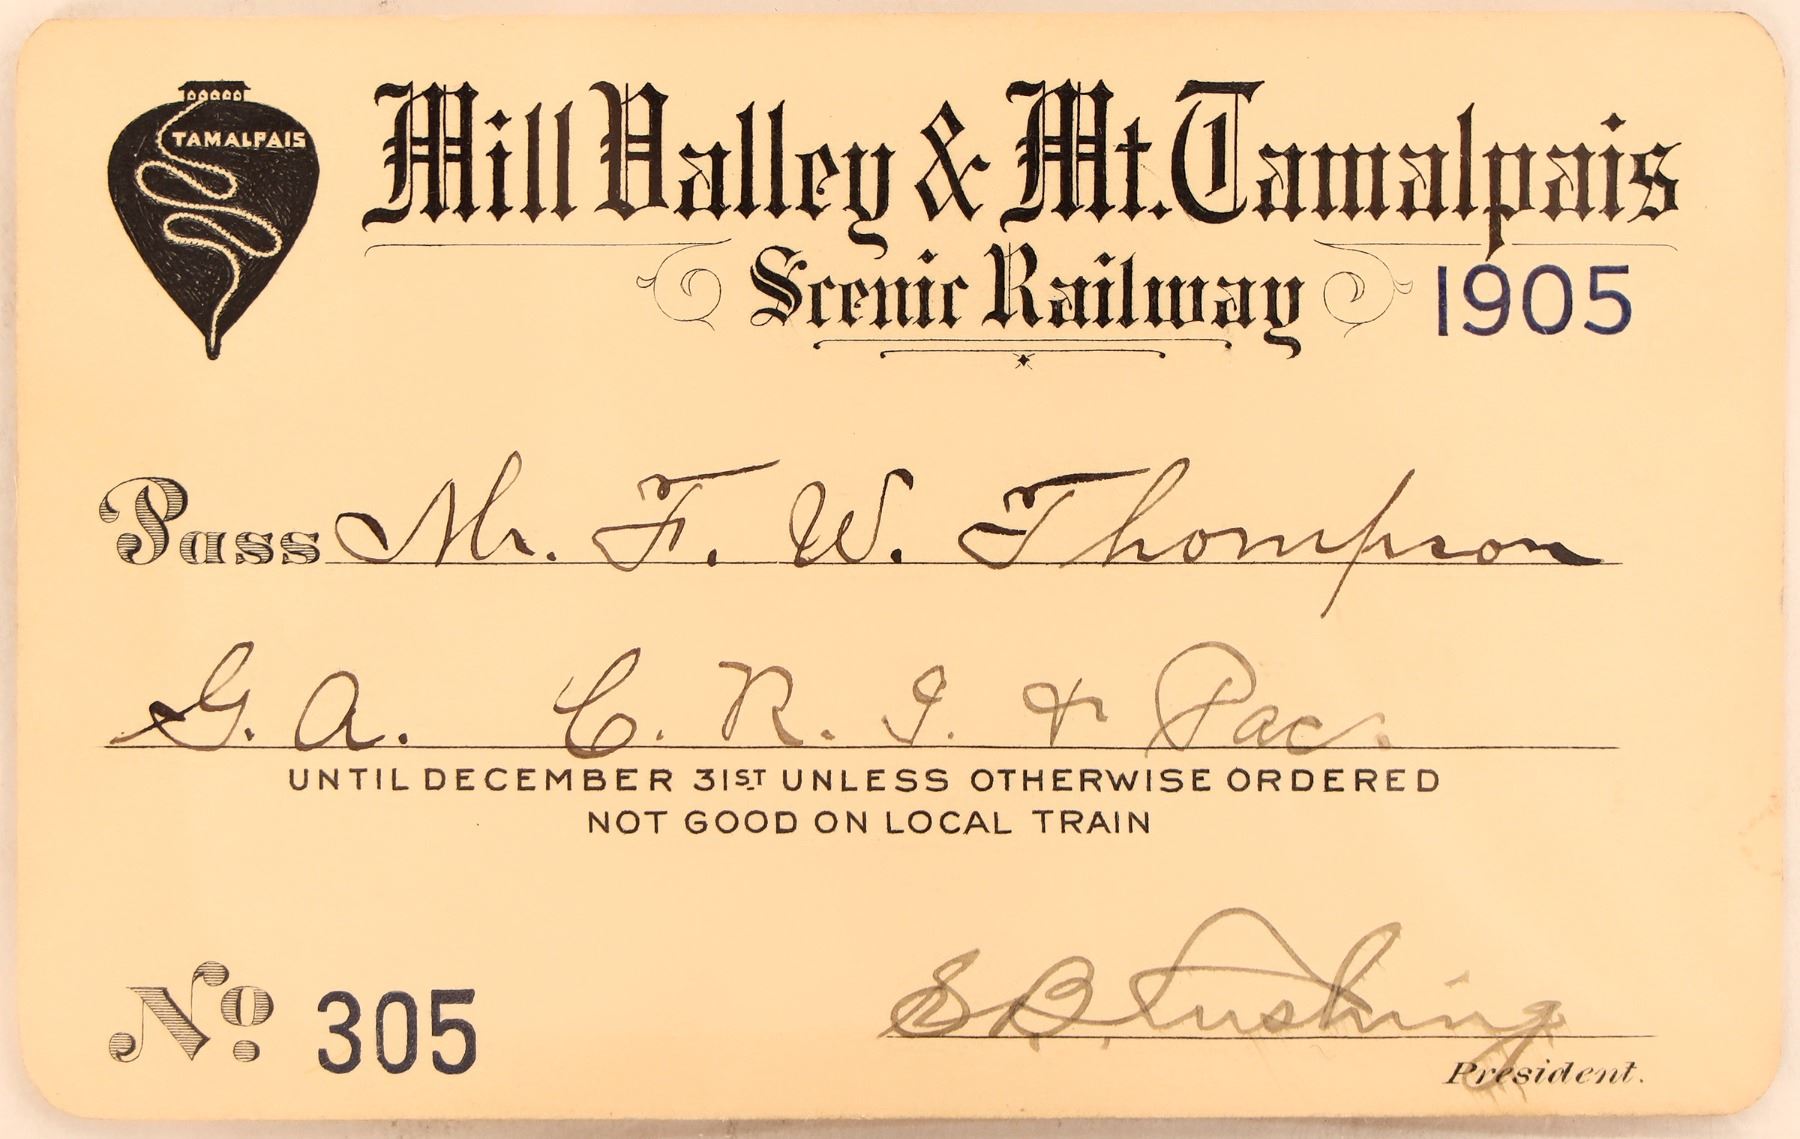 TAMALPAIS
Mill Valley & Mt. Tamalpais
Scenic Railway 1905
Pass Mr. F. W. Thompson
G. A. C. R. I. & Pac.
UNTIL DECEMBER 31ST UNLESS OTHERWISE ORDERED
NOT GOOD ON LOCAL TRAIN
No 305
S B Cushing
President.